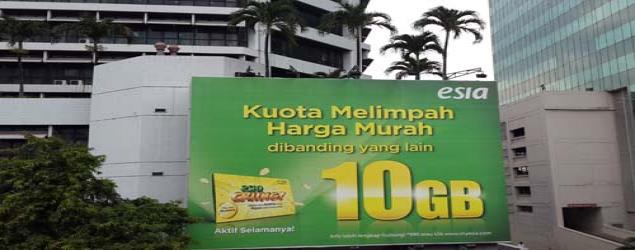 esia
Kuota Melimpah
Harga Murah
dibanding yang lain
10GB
Aktif Selamanya!